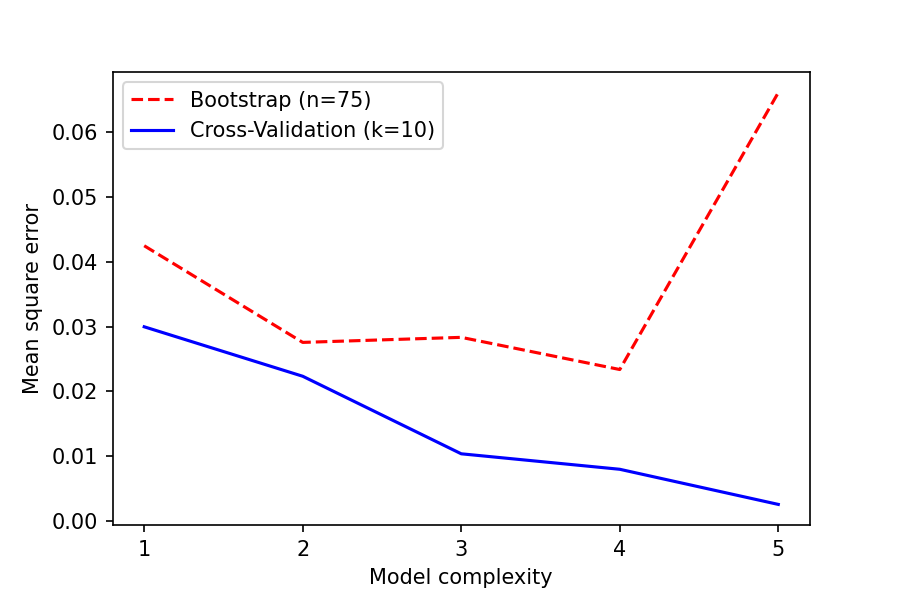 Bootstrap (n=75)
Cross-Validation (k=10)
Mean square error
0.06
0.05
0.04
0.03
0.02
0.01
0.00
1 2 3 4 5
Model complexity